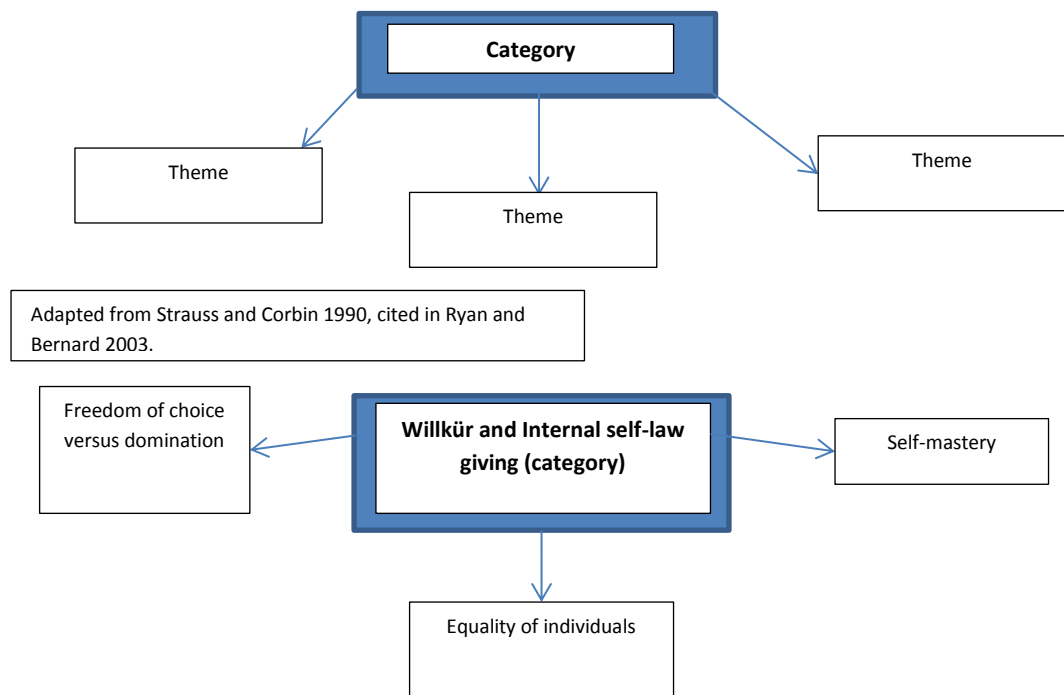 Category
Theme
Theme
Theme
Adapted from Strauss and Corbin 1990, cited in Ryan and
Bernard 2003.
Freedom of choice
versus domination
Willkür and Internal self-law
giving (category)
Self-mastery
Equality of individuals